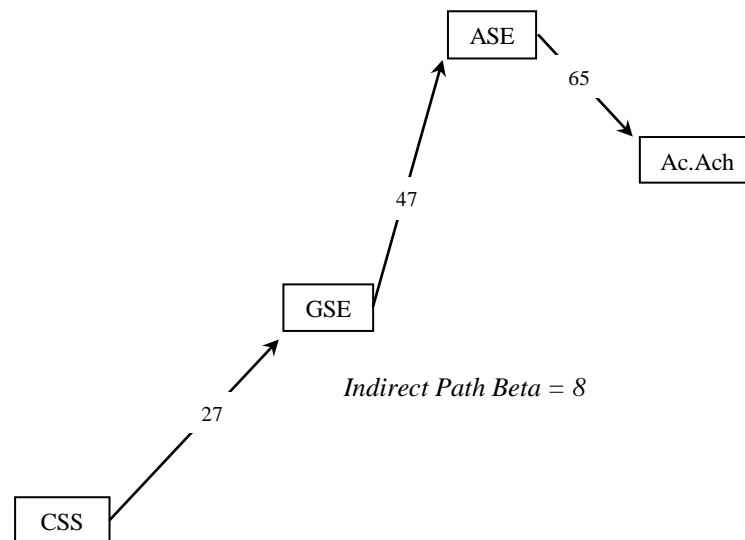 ASE
65
Ac.Ach
47
GSE
Indirect Path Beta = 8
27
CSS